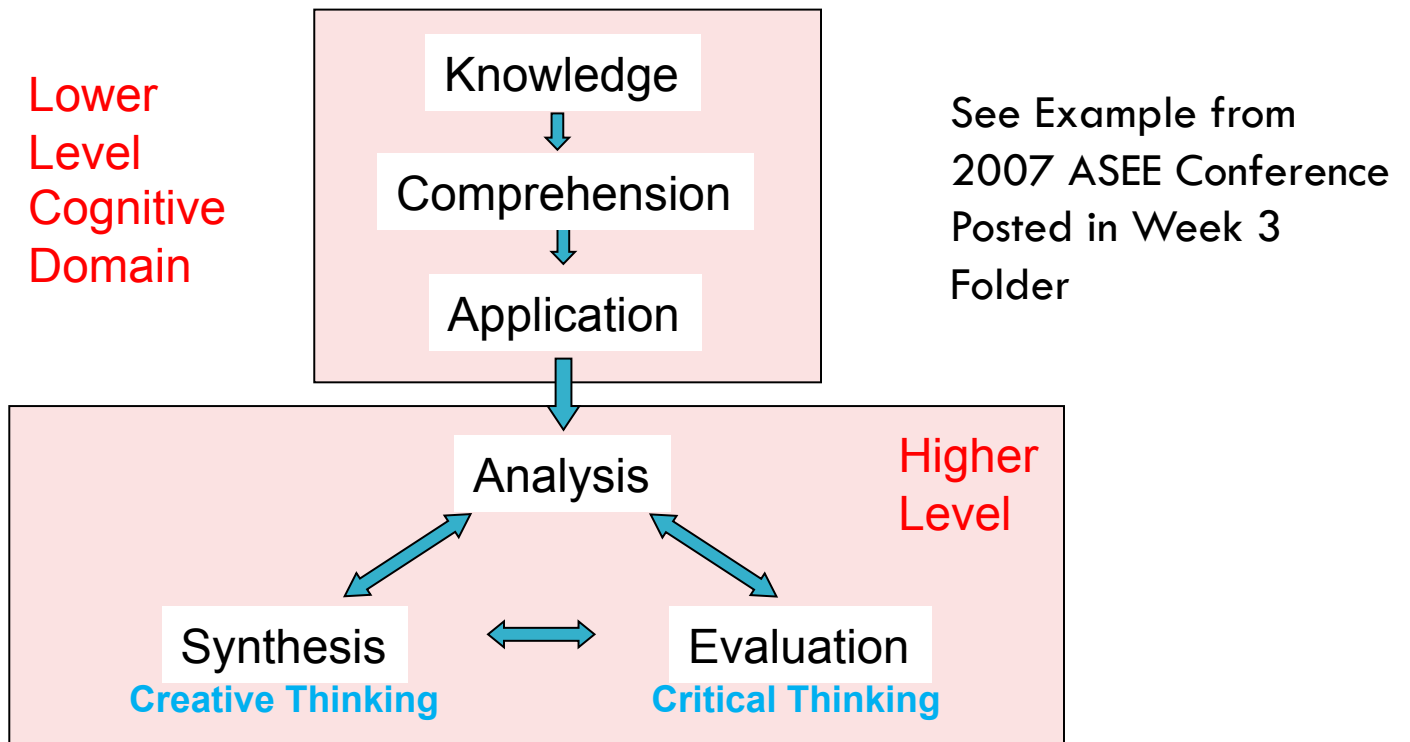 Lower
Level
Cognitive
Domain
Knowledge
Comprehension
Application
See Example from
2007 ASEE Conference
Posted in Week 3
Folder
Analysis
Higher
Level
Synthesis
Creative Thinking
Evaluation
Critical Thinking